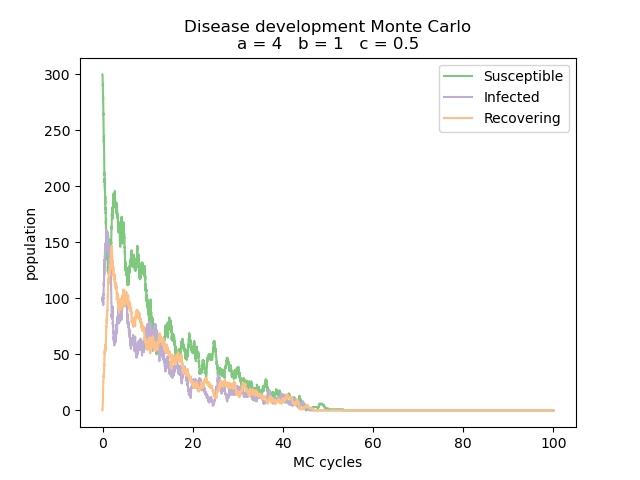 Disease development Monte Carlo
a = 4   b = 1   c = 0.5
Susceptible
Infected
Recovering
population
300
250
200
150
100
50
0
0 20 40 60 80 100
MC cycles